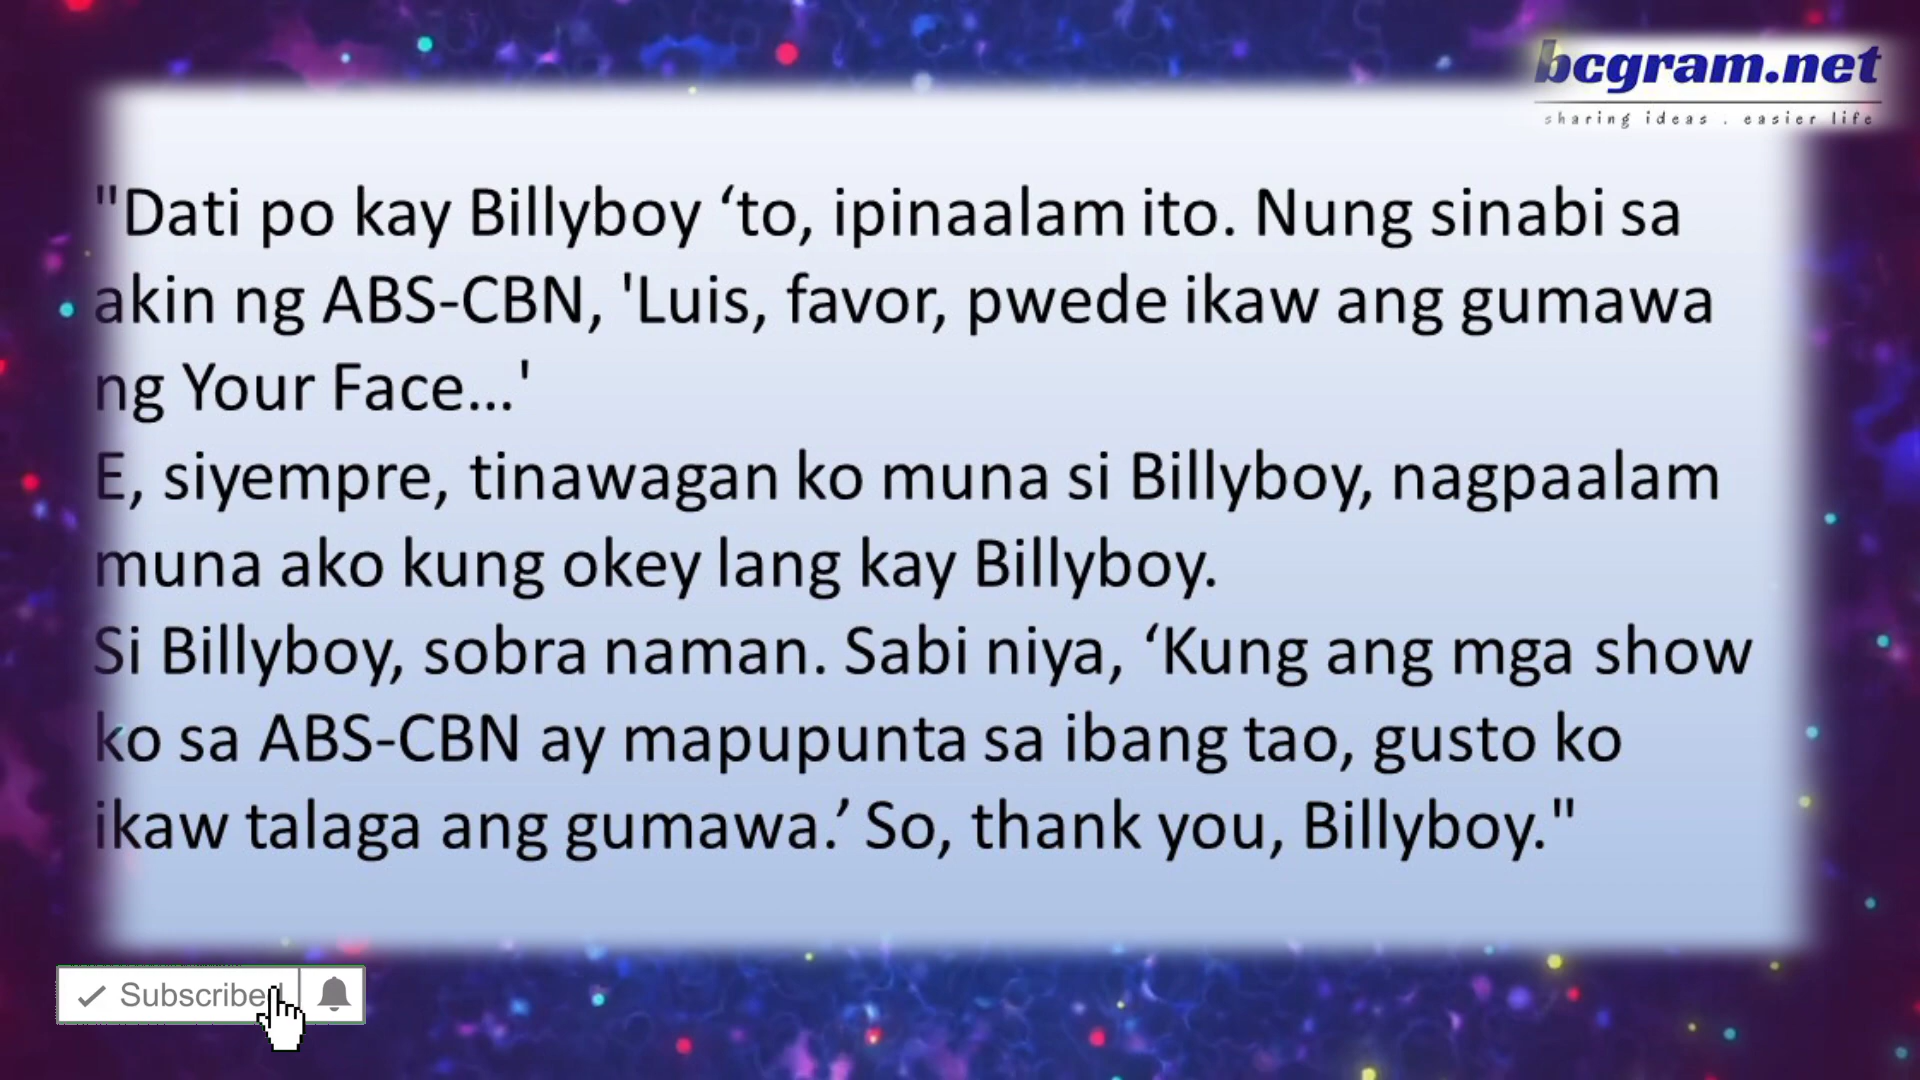 bcgram.net
sharing ideas . easier life
"Dati po kay Billyboy ‘to, ipinaalam ito. Nung sinabi sa
akin ng ABS-CBN, 'Luis, favor, pwede ikaw ang gumawa
ng Your Face...'
E, siyempre, tinawagan ko muna si Billyboy, nagpaalam
muna ako kung okey lang kay Billyboy.
Si Billyboy, sobra naman. Sabi niya, ‘Kung ang mga show
ko sa ABS-CBN ay mapupunta sa ibang tao, gusto ko
ikaw talaga ang gumawa.’ So, thank you, Billyboy."
Subscribed